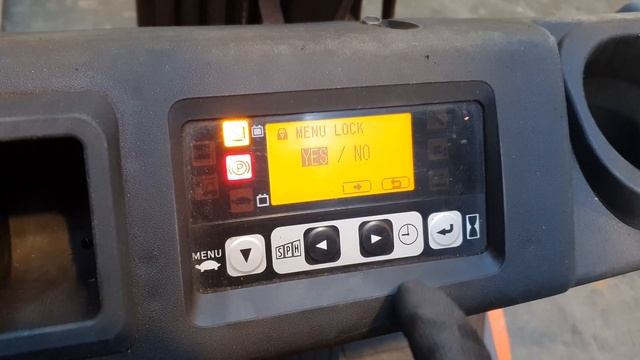 MENU LOCK
YES / NO
P
MENU
SPH